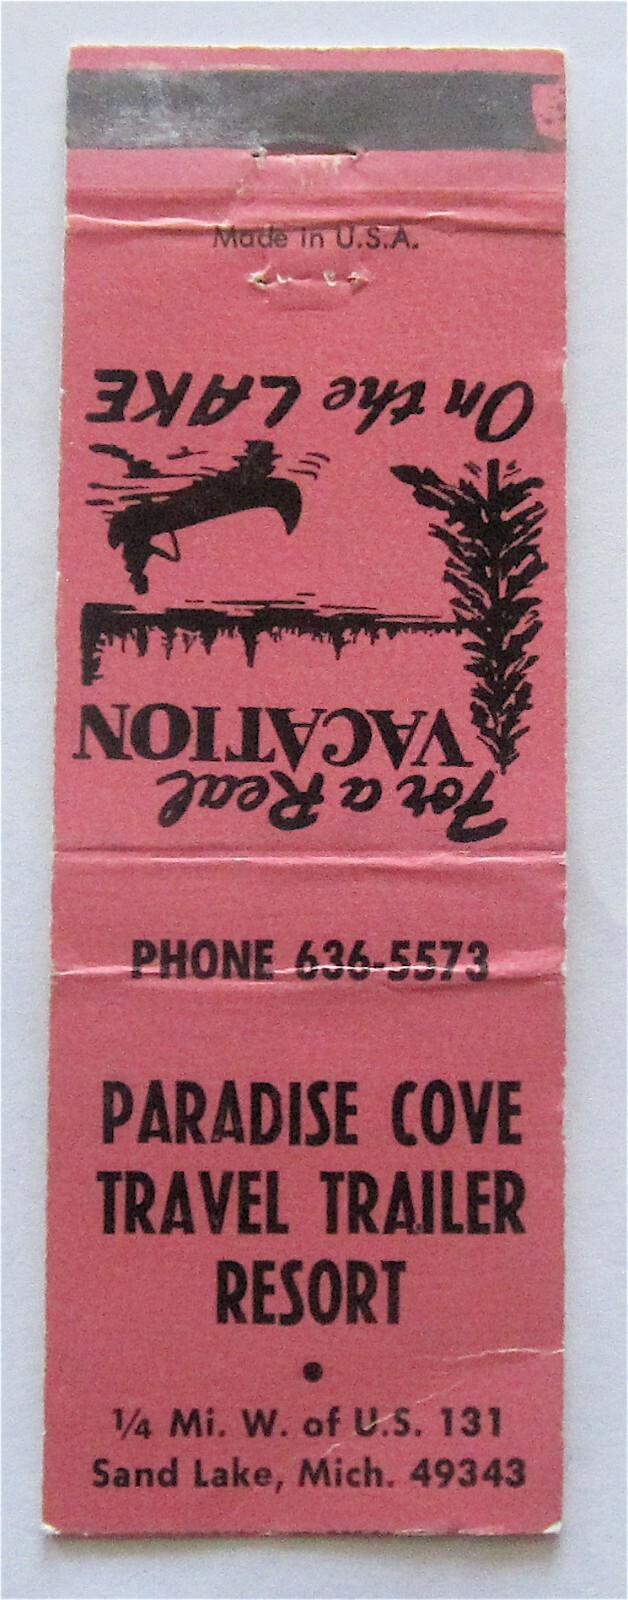 Made in U.S.A.
For a Real
VACATION
On the LAKE
PHONE 636-5573
PARADISE COVE
TRAVEL TRAILER
RESORT
•
1/4 Mi. W. of U.S. 131
Sand Lake, Mich. 49343